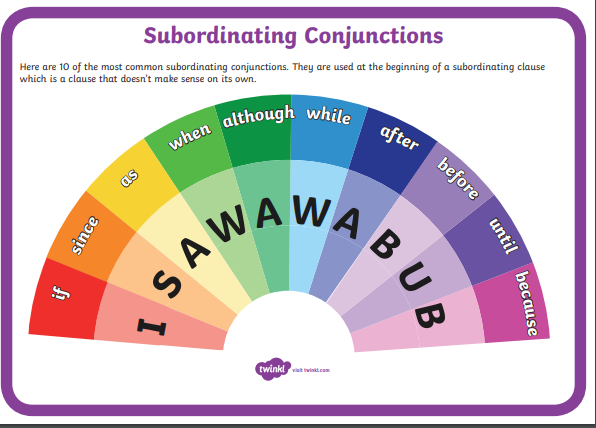 Subordinating Conjunctions
Here are 10 of the most common subordinating conjunctions. They are used at the beginning of a subordinating clause
which is a clause that doesn't make sense on its own.
if
since
as
when
although
while
after
before
until
because
I
S
A
W
A
W
A
B
U
B
twinkl visit twinkl.com